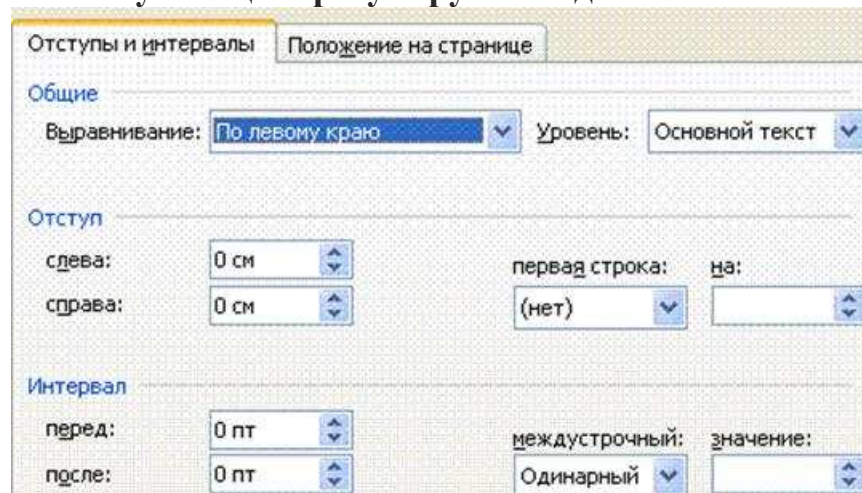 Отступы и интервалы Положение на странице
Общие
Выравнивание: По левому краю Уровень: Основной текст
Отступ
слева: 0 см первая строка: на:
справа: 0 см (нет)
Интервал
перед: 0 пт междустрочный: значение:
после: 0 пт Одинарный